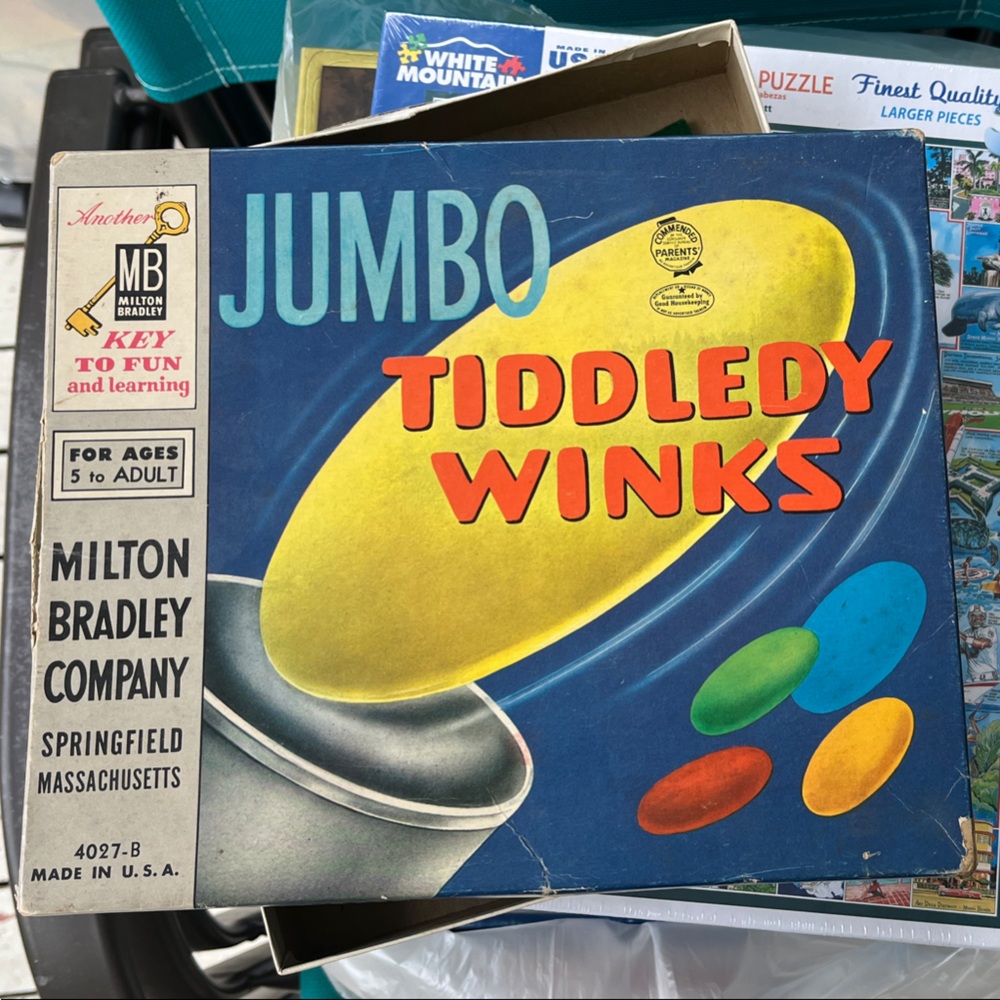 WHITE
MOUNTAIN
MADE IN
US
PUZZLE
Finest Quality
LARGER PIECES
Another
MB
MILTON
BRADLEY
KEY
TO FUN
and learning
FOR AGES
5 to ADULT
MILTON
BRADLEY
COMPANY
SPRINGFIELD
MASSACHUSETTS
4027-B
MADE IN U.S.A.
JUMBO
TIDDLEDY
WINKS
COMMENDED
PARENTS'
MAGAZINE
Guaranteed by
Good Housekeeping